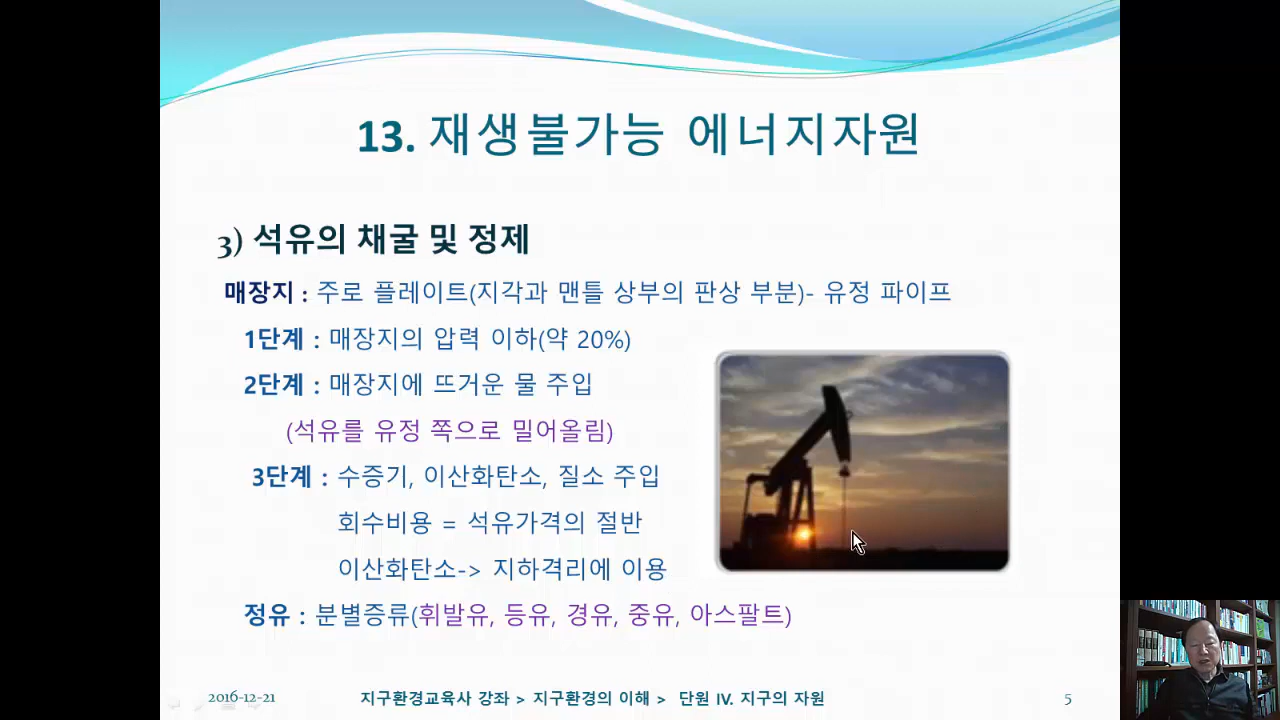 13. 재생불가능 에너지자원
3) 석유의 채굴 및 정제
매장지 : 주로 플레이트(지각과 맨틀 상부의 판상 부분)- 유정 파이프
1단계 : 매장지의 압력 이하(약 20%)
2단계 : 매장지에 뜨거운 물 주입
(석유를 유정 쪽으로 밀어올림)
3단계 : 수증기, 이산화탄소, 질소 주입
회수비용 = 석유가격의 절반
이산화탄소-> 지하격리에 이용
정유 : 분별증류(휘발유, 등유, 경유, 중유, 아스팔트)
2016-12-21 지구환경교육사 강좌 > 지구환경의 이해 > 단원 IV. 지구의 자원 5